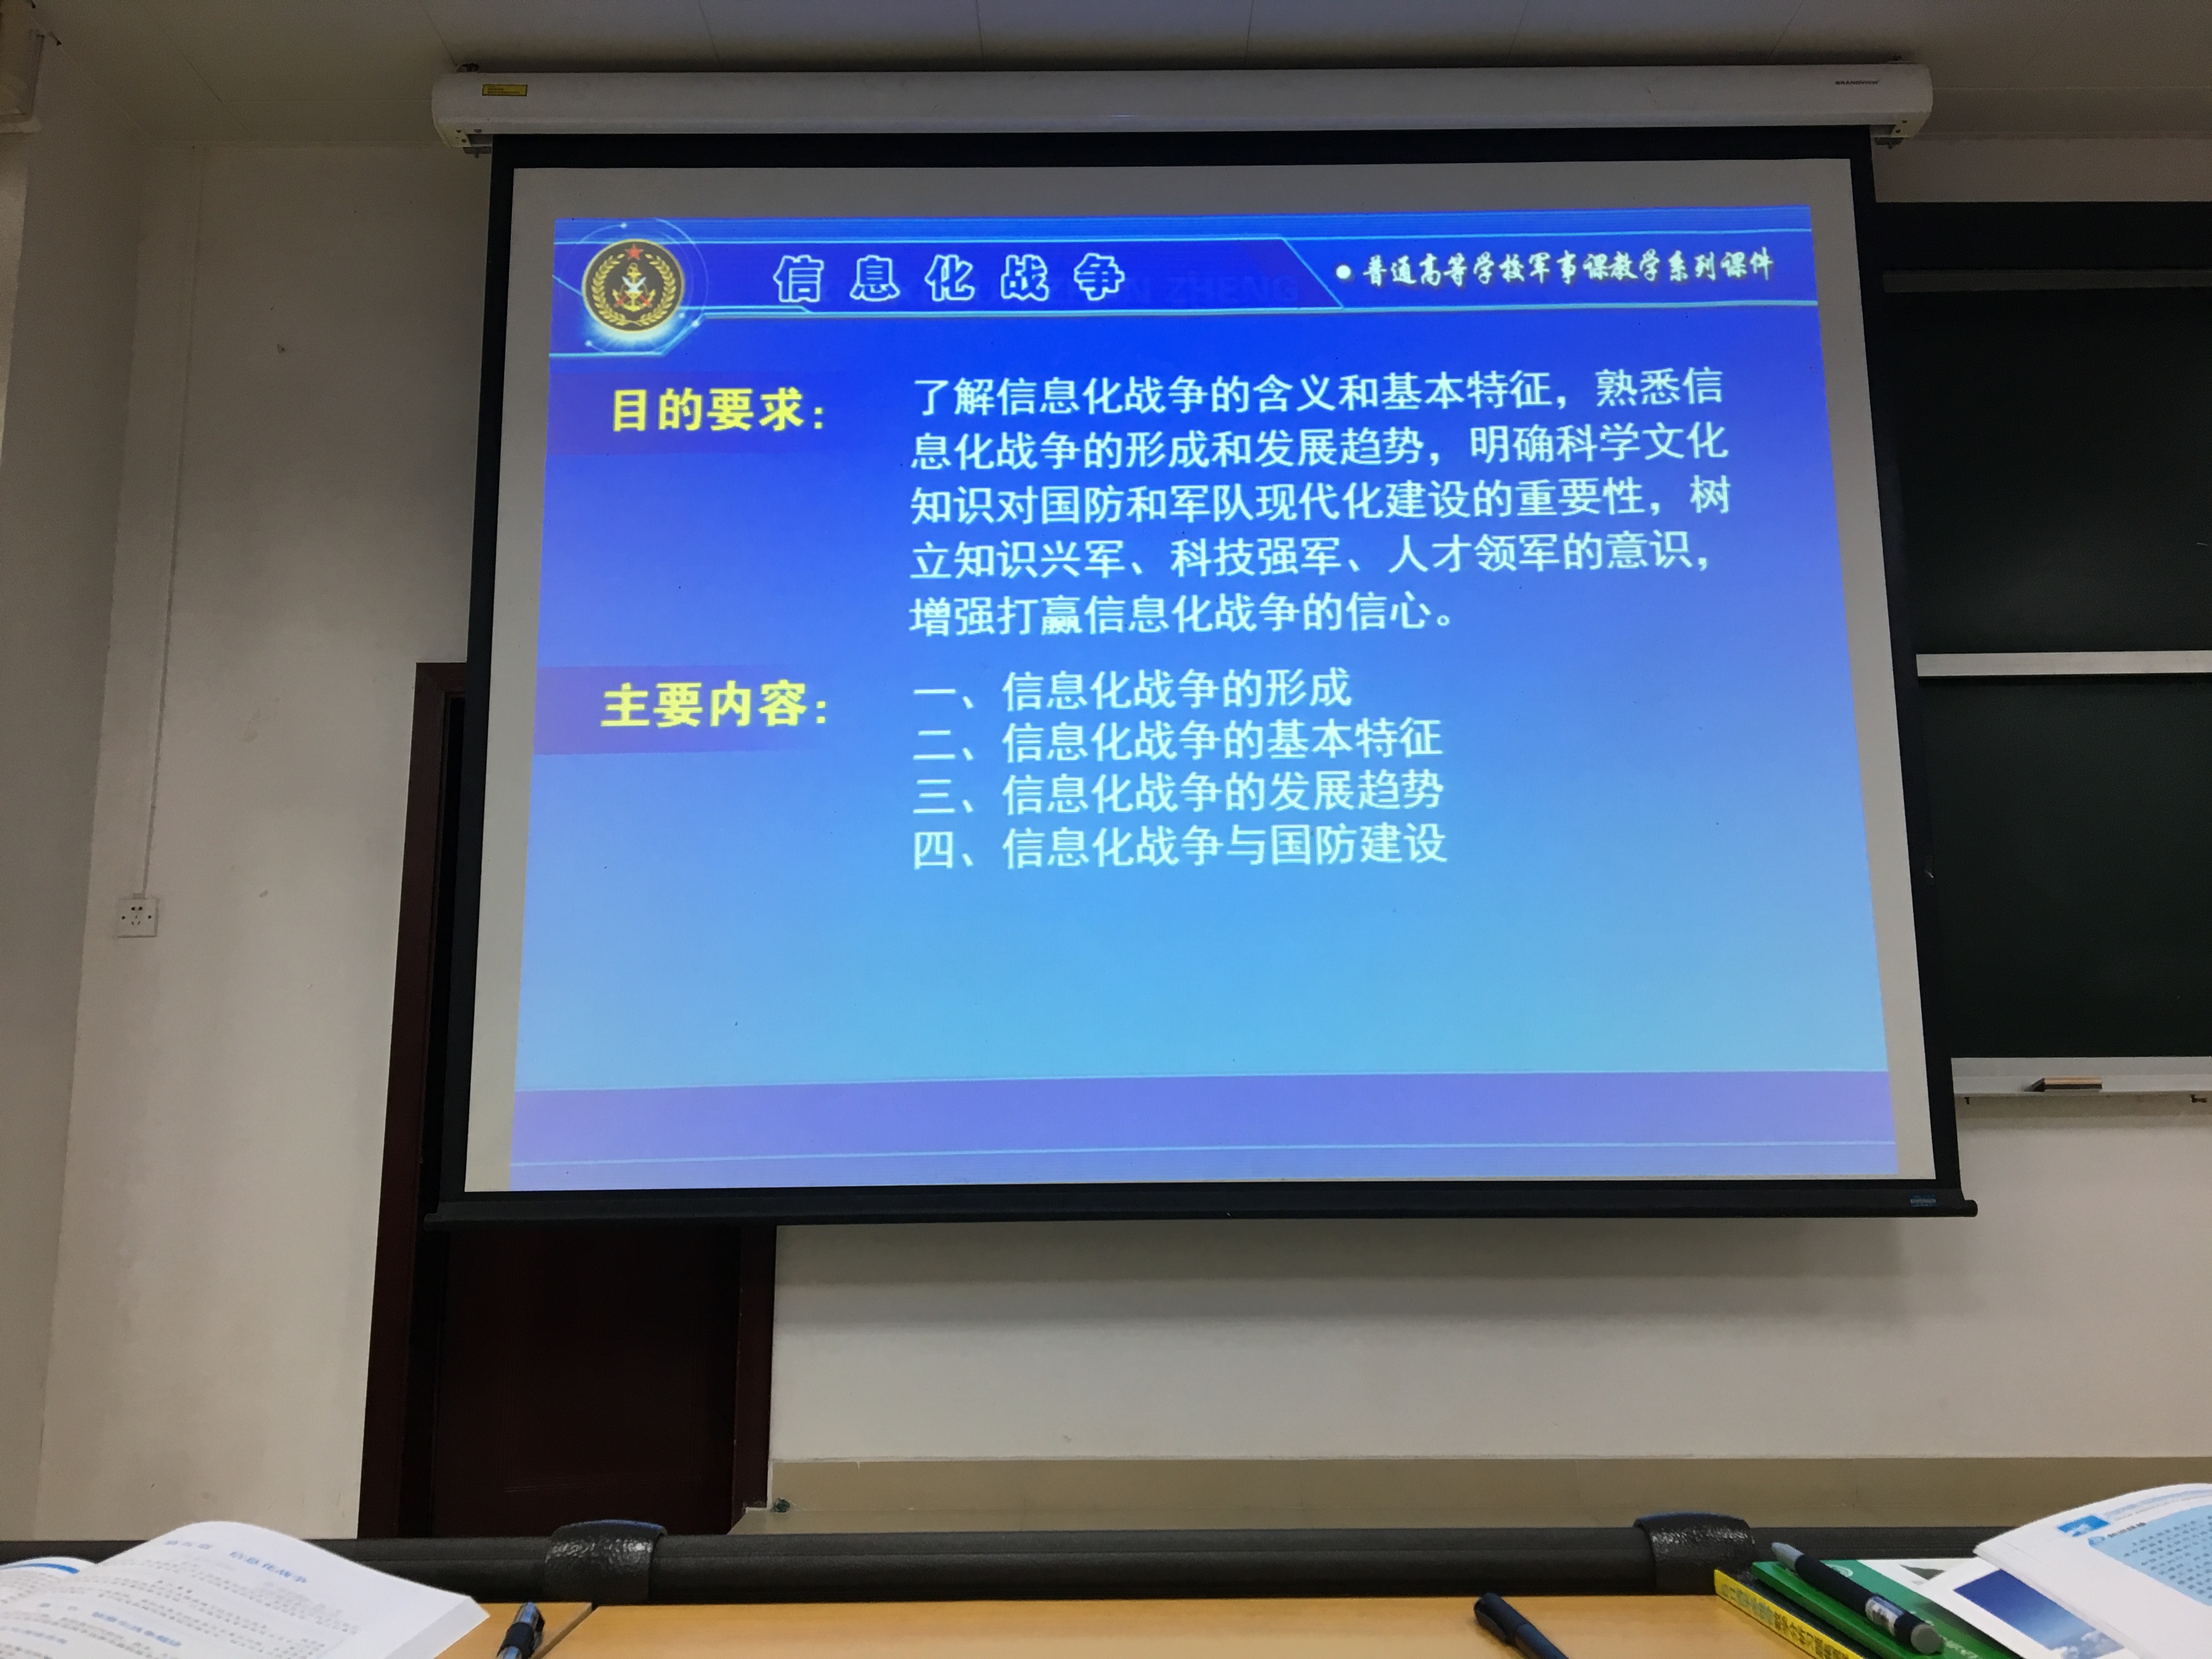 信息化战争
ZHENG
●普通高等学校军事课教学系列课件
目的要求：
了解信息化战争的含义和基本特征，熟悉信
息化战争的形成和发展趋势，明确科学文化
知识对国防和军队现代化建设的重要性，树
立知识兴军、科技强军、人才领军的意识，
增强打赢信息化战争的信心。
主要内容：
一、信息化战争的形成
二、信息化战争的基本特征
三、信息化战争的发展趋势
四、信息化战争与国防建设
信息化战争